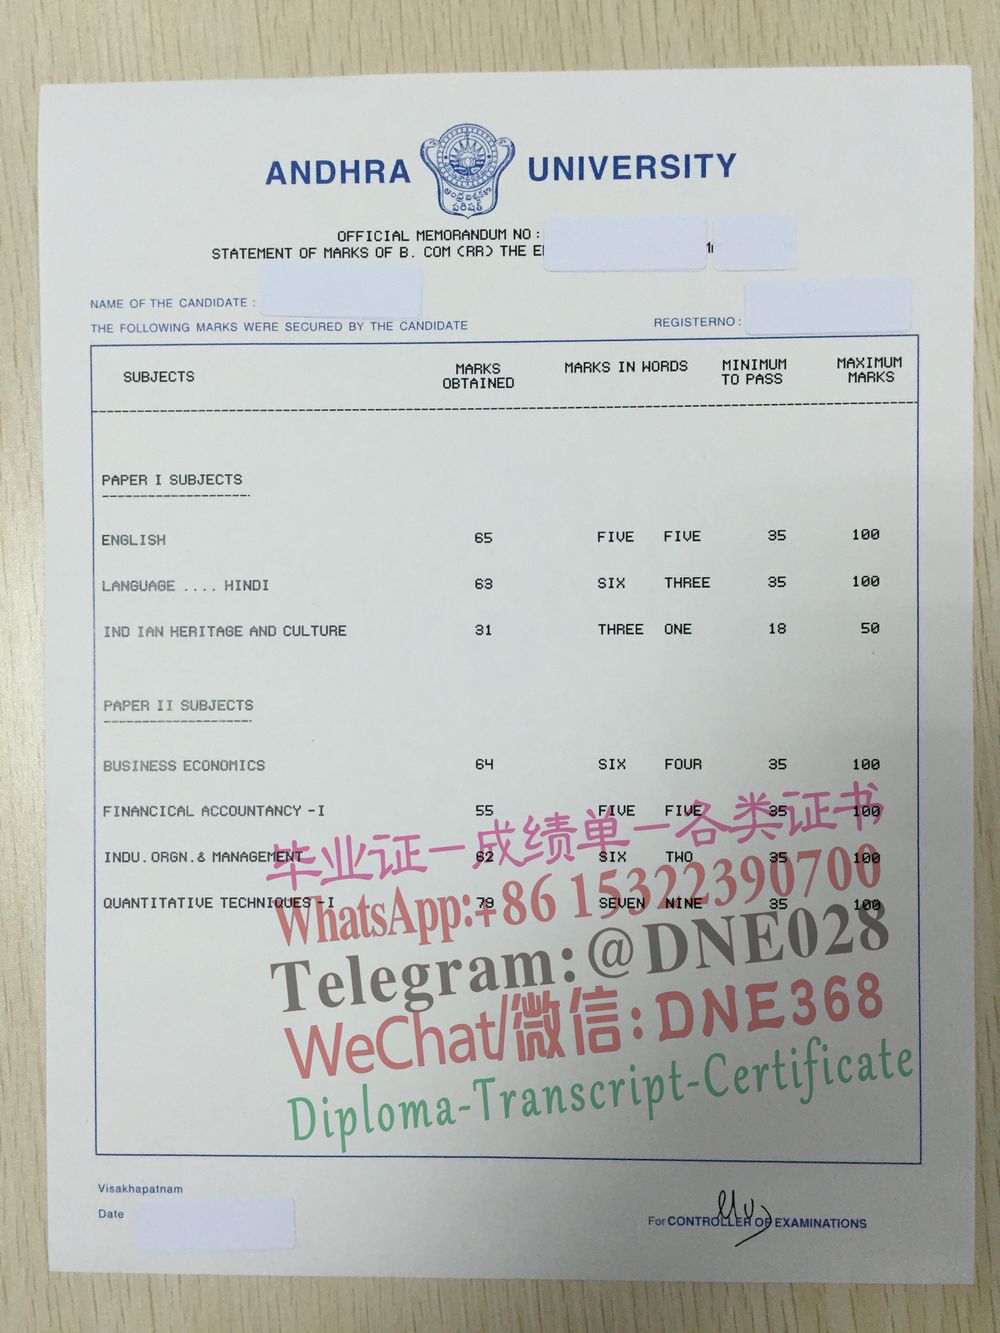 ANDHRA UNIVERSITY
ఆంధ్ర విశ్వకళా
పరిషత్
OFFICIAL MEMORANDUM NO :
STATEMENT OF MARKS OF B. COM (RR) THE
NAME OF THE CANDIDATE :
THE FOLLOWING MARKS WERE SECURED BY THE CANDIDATE REGISTERNO :
SUBJECTS MARKS OBTAINED MARKS IN WORDS MINIMUM TO PASS MAXIMUM MARKS
PAPER I SUBJECTS
ENGLISH 65 FIVE FIVE 35 100
LANGUAGE .... HINDI 63 SIX THREE 35 100
IND IAN HERITAGE AND CULTURE 31 THREE ONE 18 50
PAPER II SUBJECTS
BUSINESS ECONOMICS 64 SIX FOUR 35 100
FINANCICAL ACCOUNTANCY -I 55 FIVE FIVE 35 100
INDU. ORGN. & MANAGEMENT 62 SIX TWO 35 100
QUANTITATIVE TECHNIQUES -I 79 SEVEN NINE 35 100
毕业证一成绩单一各类证书
WhatsApp:+86 15322390700
Telegram:@DNE028
WeChat/微信:DNE368
Diploma-Transcript-Certificate
Visakhapatnam
Date
For CONTROLLER OF EXAMINATIONS